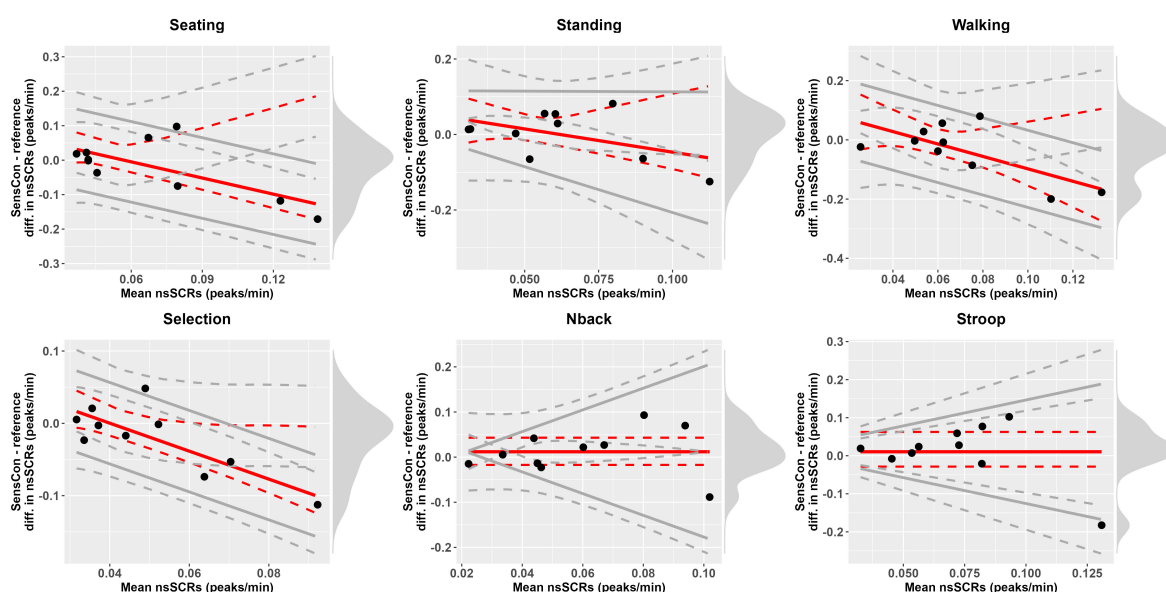 Seating
SensCon - reference
diff. in nsSCRs (peaks/min)
0.3
0.2
0.1
0.0
-0.1
-0.2
-0.3
0.06
0.09
0.12
Mean nsSCRs (peaks/min)
Standing
SensCon - reference
diff. in nsSCRs (peaks/min)
0.2
0.0
-0.2
0.050
0.075
0.100
Mean nsSCRs (peaks/min)
Walking
SensCon - reference
diff. in nsSCRs (peaks/min)
0.2
0.0
-0.2
-0.4
0.04
0.06
0.08
0.10
0.12
Mean nsSCRs (peaks/min)
Selection
SensCon - reference
diff. in nsSCRs (peaks/min)
0.1
0.0
-0.1
0.04
0.06
0.08
Mean nsSCRs (peaks/min)
Nback
SensCon - reference
diff. in nsSCRs (peaks/min)
0.2
0.1
0.0
-0.1
-0.2
0.02
0.04
0.06
0.08
0.10
Mean nsSCRs (peaks/min)
Stroop
SensCon - reference
diff. in nsSCRs (peaks/min)
0.3
0.2
0.1
0.0
-0.1
-0.2
0.050
0.075
0.100
0.125
Mean nsSCRs (peaks/min)